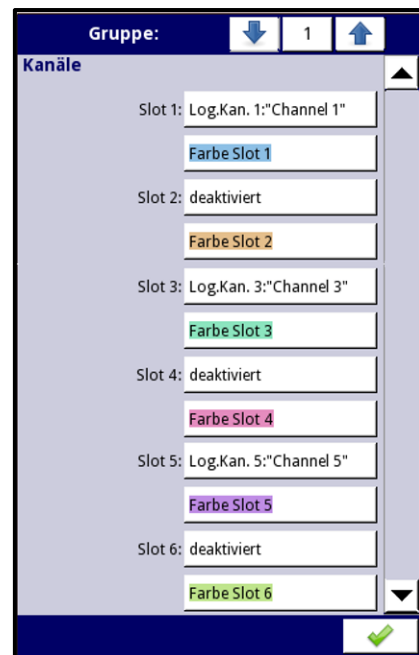 Gruppe: 1
Kanäle
Slot 1: Log.Kan. 1:"Channel 1"
Farbe Slot 1
Slot 2: deaktiviert
Farbe Slot 2
Slot 3: Log.Kan. 3:"Channel 3"
Farbe Slot 3
Slot 4: deaktiviert
Farbe Slot 4
Slot 5: Log.Kan. 5:"Channel 5"
Farbe Slot 5
Slot 6: deaktiviert
Farbe Slot 6